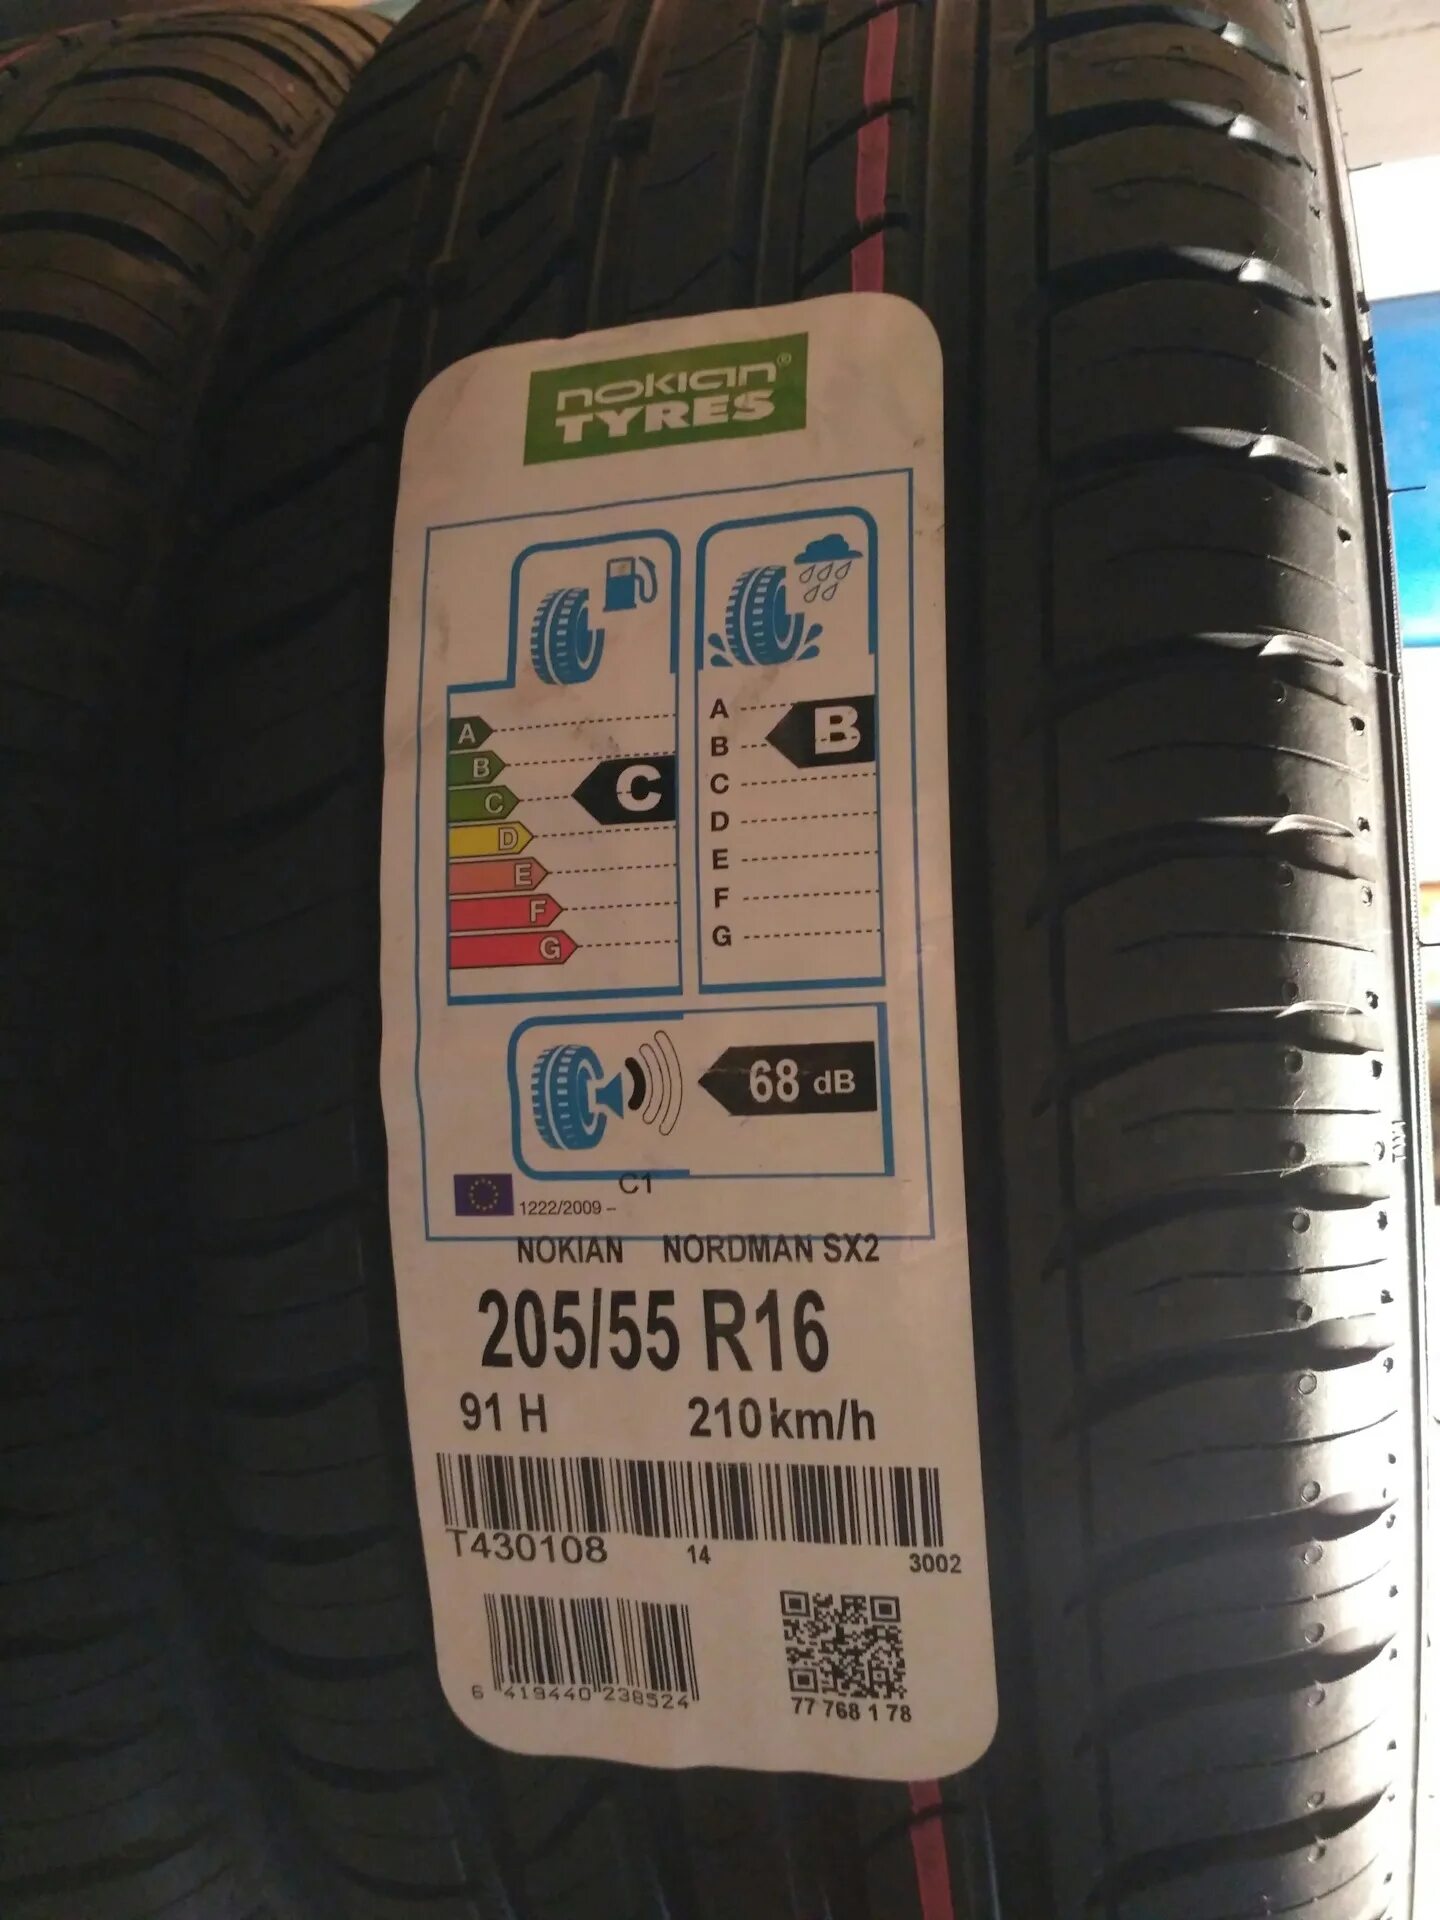 nokian®
TYRES
A
B
C
D
E
F
G
C
A
B
C
D
E
F
G
B
68 dB
C1
1222/2009 –
NOKIAN NORDMAN SX2
205/55 R16
91 H 210 km/h
T430108 14 3002
6 419440 238524
77 768 1 78
TWI